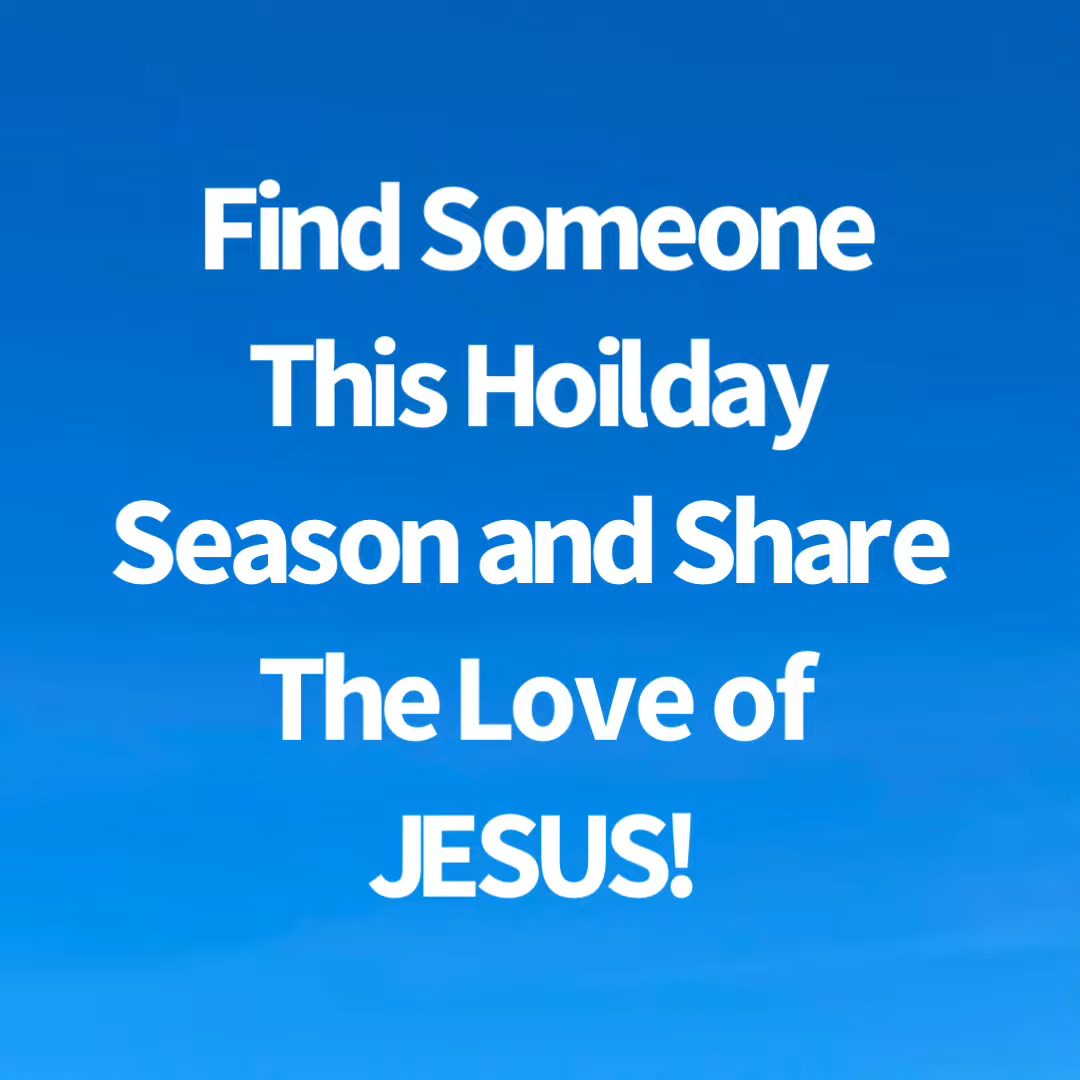 Find Someone
This Hoilday
Season and Share
The Love of
JESUS!